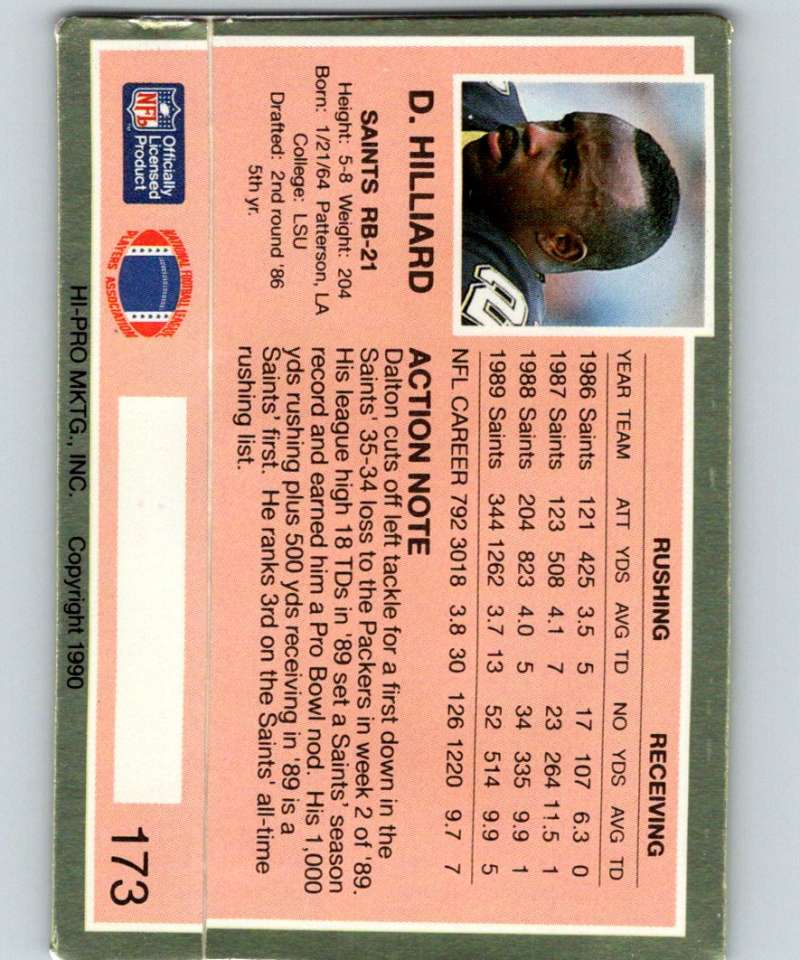 D. HILLIARD
SAINTS RB-21
Height: 5-8 Weight: 204
Born: 1/21/64 Patterson, LA
College: LSU
Drafted: 2nd round '86
5th yr.
RUSHING RECEIVING
YEAR TEAM ATT YDS AVG TD NO YDS AVG TD
1986 Saints 121 425 3.5 5 17 107 6.3 0
1987 Saints 123 508 4.1 7 23 264 11.5 1
1988 Saints 204 823 4.0 5 34 335 9.9 1
1989 Saints 344 1262 3.7 13 52 514 9.9 5
NFL CAREER 792 3018 3.8 30 126 1220 9.7 7
ACTION NOTE
Dalton cuts off left tackle for a first down in the
Saints' 35-34 loss to the Packers in week 2 of '89.
His league high 18 TDs in '89 set a Saints' season
record and earned him a Pro Bowl nod. His 1,000
yds rushing plus 500 yds receiving in '89 is a
Saints' first. He ranks 3rd on the Saints' all-time
rushing list.
NFL
Officially
Licensed
Product
NATIONAL FOOTBALL LEAGUE
PLAYERS ASSOCIATION
173
HI-PRO MKTG., INC. Copyright 1990